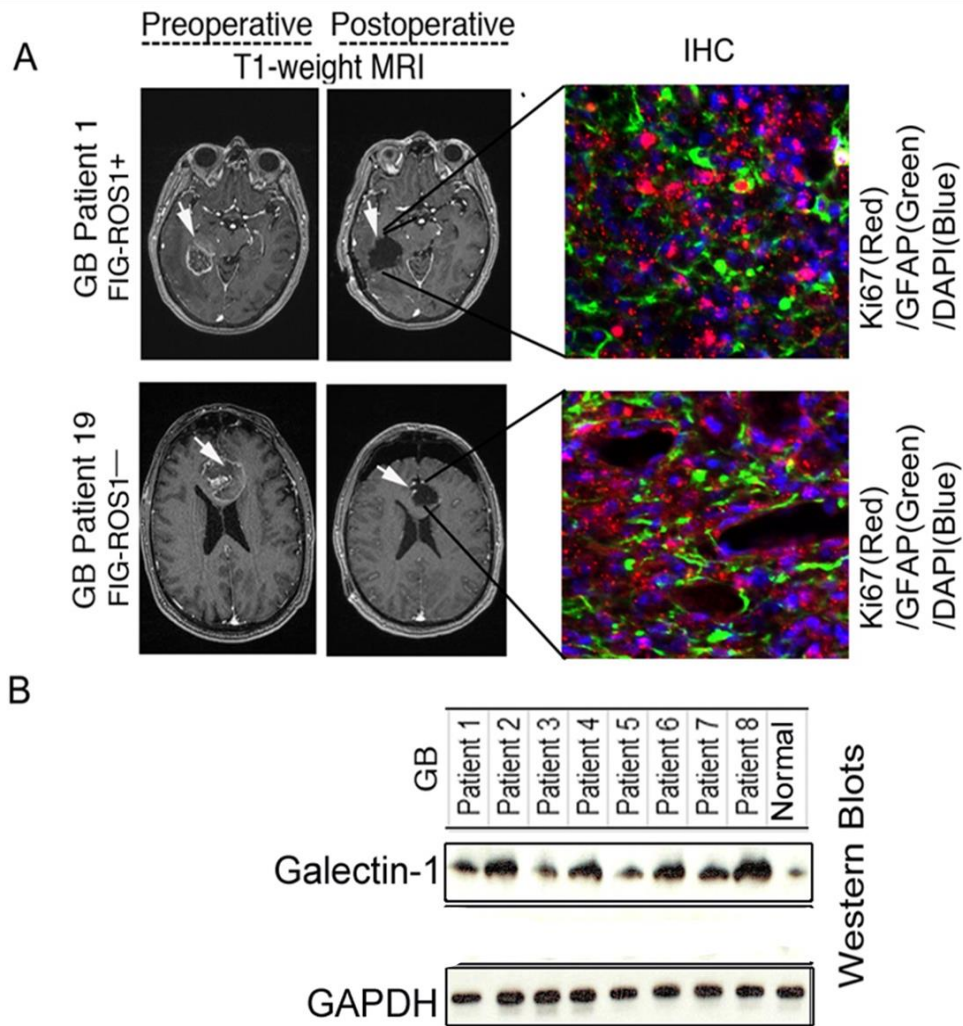 A
Preoperative Postoperative
T1-weight MRI
IHC
GB Patient 1
FIG-ROS1+
Ki67(Red)
/GFAP(Green)
/DAPI(Blue)
GB Patient 19
FIG-ROS1—
Ki67(Red)
/GFAP(Green)
/DAPI(Blue)
B
GB
Patient 1
Patient 2
Patient 3
Patient 4
Patient 5
Patient 6
Patient 7
Patient 8
Normal
Galectin-1
GAPDH
Western Blots